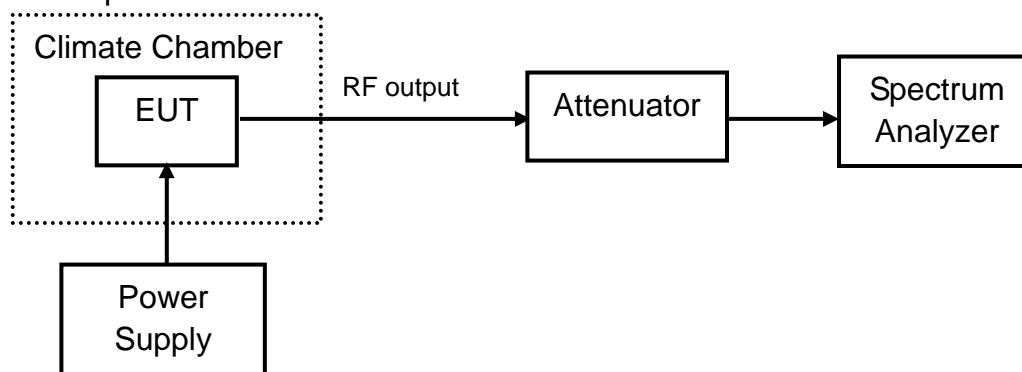 Climate Chamber
EUT
RF output
Attenuator
Spectrum
Analyzer
Power
Supply